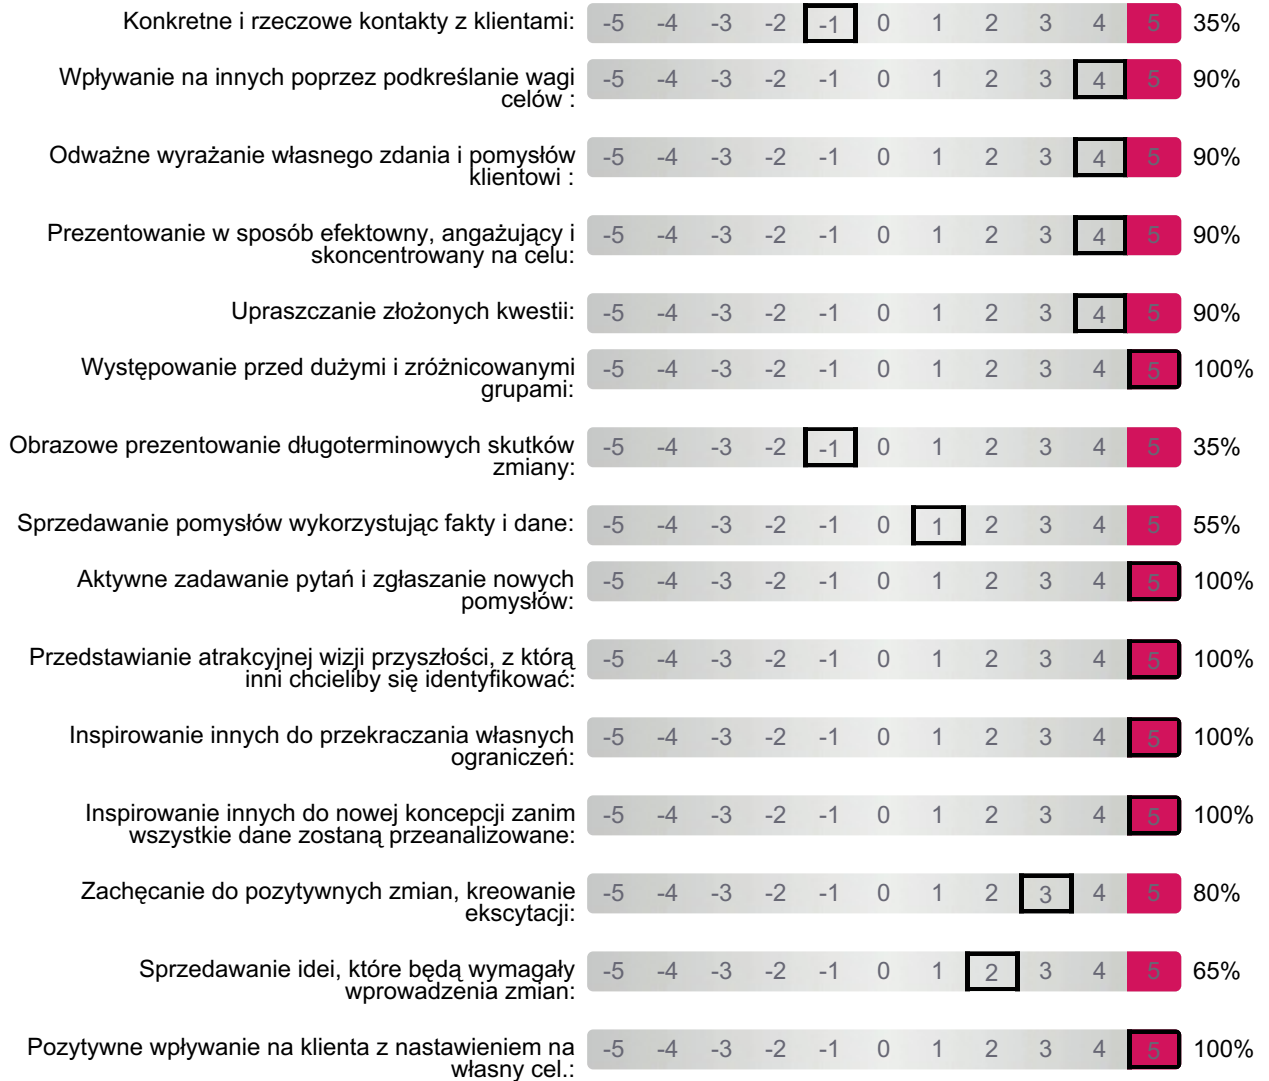 Konkretne i rzeczowe kontakty z klientami: -5 -4 -3 -2 -1 0 1 2 3 4 5 35%
Wpływanie na innych poprzez podkreślanie wagi
celów : -5 -4 -3 -2 -1 0 1 2 3 4 5 90%
Odważne wyrażanie własnego zdania i pomysłów
klientowi : -5 -4 -3 -2 -1 0 1 2 3 4 5 90%
Prezentowanie w sposób efektowny, angażujący i
skoncentrowany na celu: -5 -4 -3 -2 -1 0 1 2 3 4 5 90%
Upraszczanie złożonych kwestii: -5 -4 -3 -2 -1 0 1 2 3 4 5 90%
Występowanie przed dużymi i zróżnicowanymi
grupami: -5 -4 -3 -2 -1 0 1 2 3 4 5 100%
Obrazowe prezentowanie długoterminowych skutków
zmiany: -5 -4 -3 -2 -1 0 1 2 3 4 5 35%
Sprzedawanie pomysłów wykorzystując fakty i dane: -5 -4 -3 -2 -1 0 1 2 3 4 5 55%
Aktywne zadawanie pytań i zgłaszanie nowych
pomysłów: -5 -4 -3 -2 -1 0 1 2 3 4 5 100%
Przedstawianie atrakcyjnej wizji przyszłości, z którą
inni chcieliby się identyfikować: -5 -4 -3 -2 -1 0 1 2 3 4 5 100%
Inspirowanie innych do przekraczania własnych
ograniczeń: -5 -4 -3 -2 -1 0 1 2 3 4 5 100%
Inspirowanie innych do nowej koncepcji zanim
wszystkie dane zostaną przeanalizowane: -5 -4 -3 -2 -1 0 1 2 3 4 5 100%
Zachęcanie do pozytywnych zmian, kreowanie
ekscytacji: -5 -4 -3 -2 -1 0 1 2 3 4 5 80%
Sprzedawanie idei, które będą wymagały
wprowadzenia zmian: -5 -4 -3 -2 -1 0 1 2 3 4 5 65%
Pozytywne wpływanie na klienta z nastawieniem na
własny cel.: -5 -4 -3 -2 -1 0 1 2 3 4 5 100%